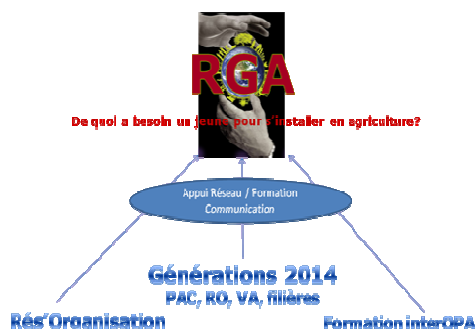 RGA
De quoi a besoin un jeune pour s'installer en agriculture?
Appui Réseau / Formation
Communication
Générations 2014
PAC, RO, VA, filières
Rés'Organisation
Formation interOPA